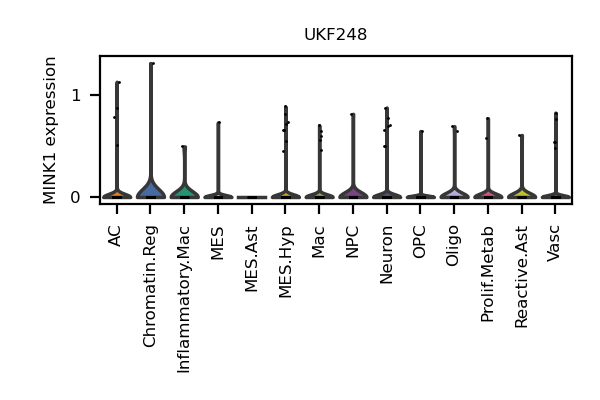 UKF248
MINK1 expression
1
0
AC
Chromatin.Reg
Inflammatory.Mac
MES
MES.Ast
MES.Hyp
Mac
NPC
Neuron
OPC
Oligo
Prolif.Metab
Reactive.Ast
Vasc